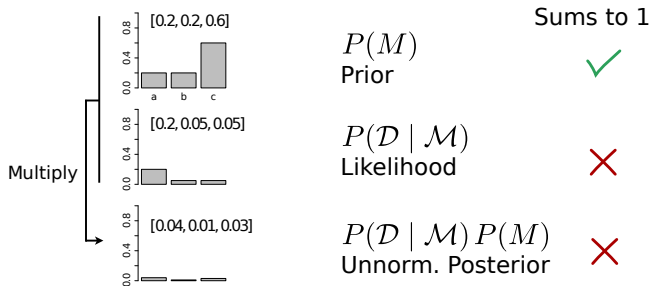 Sums to 1
[0.2, 0.2, 0.6]
0.0 0.4 0.8
a b c
P(M)
Prior
[0.2, 0.05, 0.05]
0.0 0.4 0.8
P(𝒟 | ℳ)
Likelihood
Multiply
[0.04, 0.01, 0.03]
0.0 0.4 0.8
P(𝒟 | ℳ) P(M)
Unnorm. Posterior